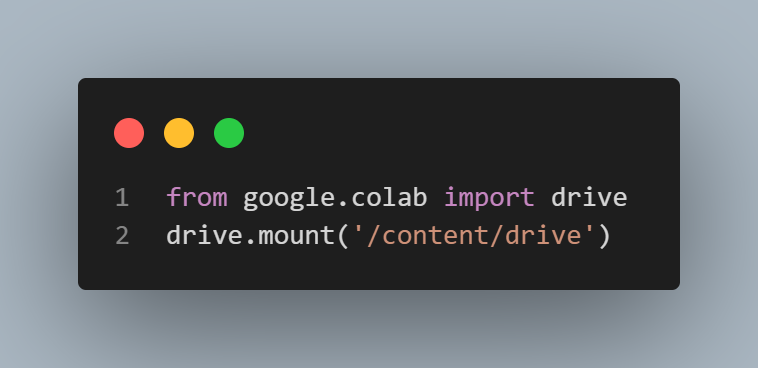 1 from google.colab import drive
2 drive.mount('/content/drive')